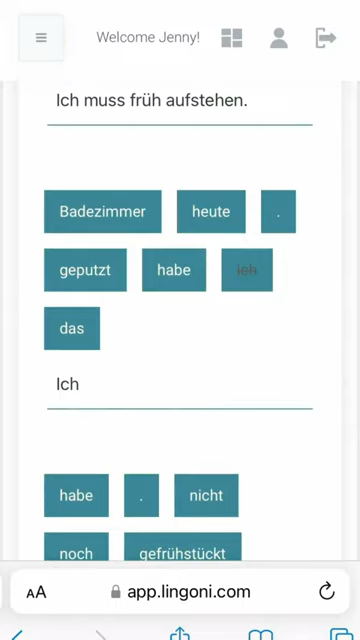 Welcome Jenny!
Ich muss früh aufstehen.
Badezimmer heute .
geputzt habe ich
das
Ich
habe . nicht
noch gefrühstückt
AA app.lingoni.com